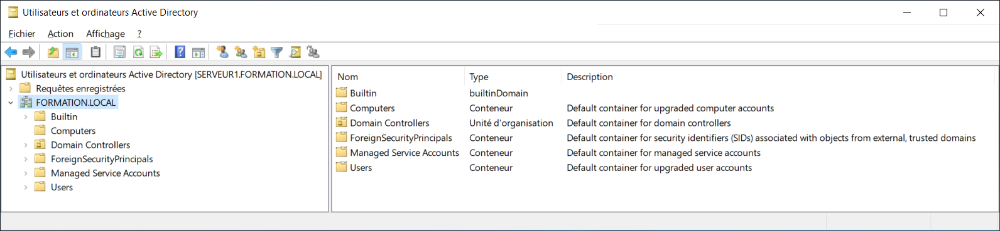 Utilisateurs et ordinateurs Active Directory
Fichier Action Affichage ?
Utilisateurs et ordinateurs Active Directory [SERVEUR1.FORMATION.LOCAL]
Requêtes enregistrées
FORMATION.LOCAL
Builtin
Computers
Domain Controllers
ForeignSecurityPrincipals
Managed Service Accounts
Users
Nom Type Description
Builtin builtinDomain
Computers Conteneur Default container for upgraded computer accounts
Domain Controllers Unité d'organisation Default container for domain controllers
ForeignSecurityPrincipals Conteneur Default container for security identifiers (SIDs) associated with objects from external, trusted domains
Managed Service Accounts Conteneur Default container for managed service accounts
Users Conteneur Default container for upgraded user accounts